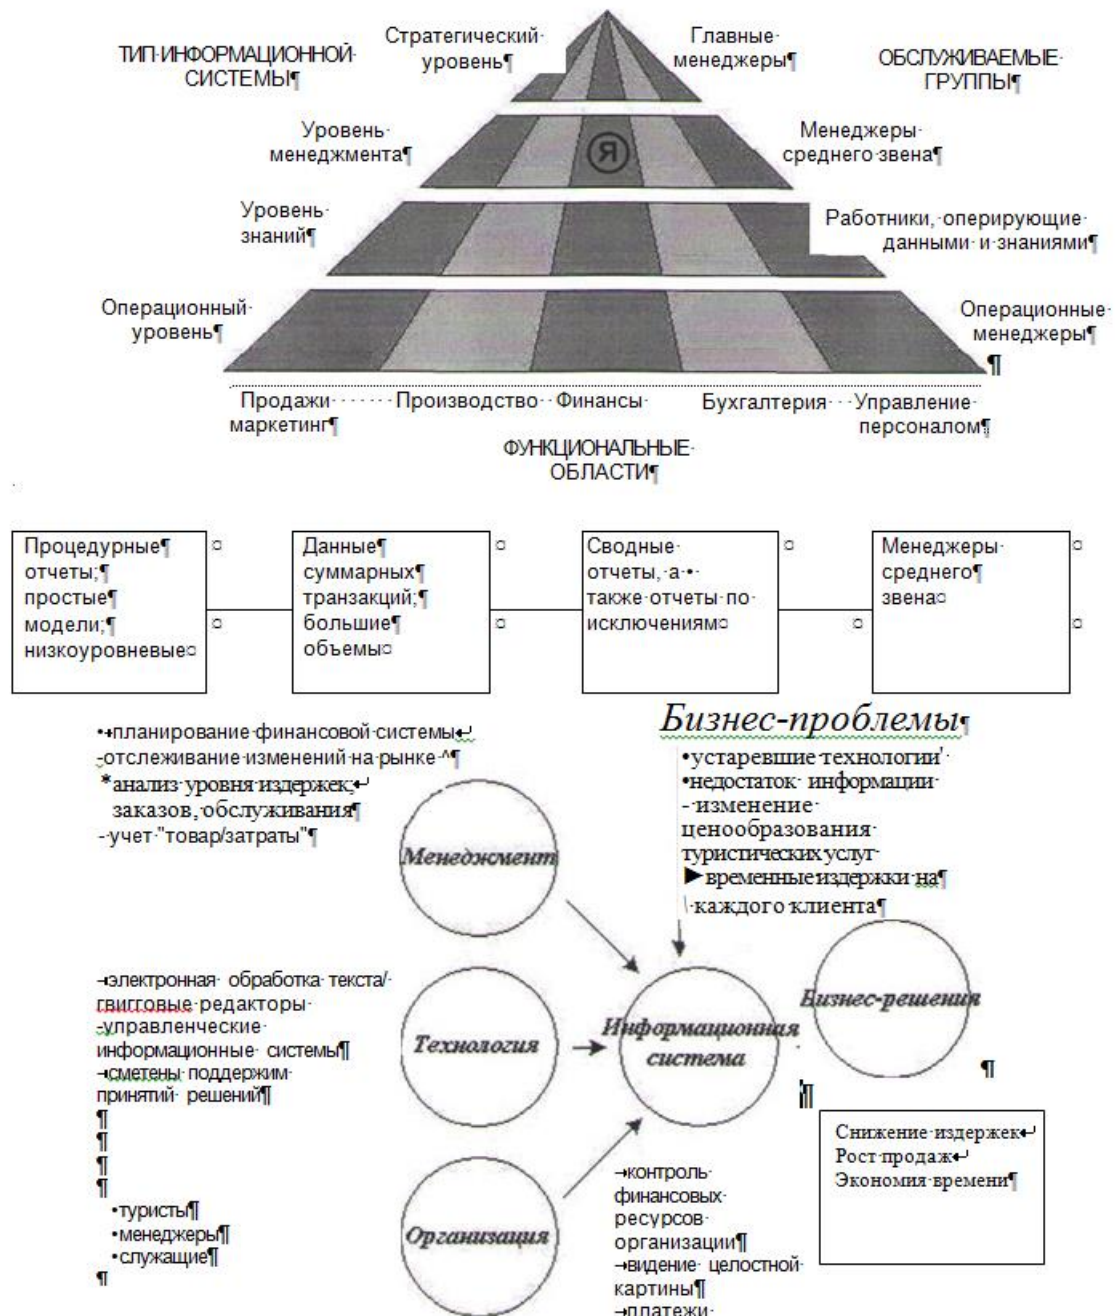 ТИП ИНФОРМАЦИОННОЙ
СИСТЕМЫ¶
Стратегический
уровень¶
Главные
менеджеры¶
ОБСЛУЖИВАЕМЫЕ
ГРУППЫ¶
Уровень
менеджмента¶
Я
Менеджеры
среднего звена¶
Уровень
знаний¶
Работники, оперирующие
данными и знаниями¶
Операционный
уровень¶
Операционные
менеджеры¶
¶
Продажи Производство Финансы Бухгалтерия Управление
маркетинг¶ персоналом¶
ФУНКЦИОНАЛЬНЫЕ
ОБЛАСТИ¶
Процедурные¶
отчеты;¶
простые¶
модели;¶
низкоуровневые¤
Данные¶
суммарных¶
транзакций;¶
большие¶
объемы¤
Сводные
отчеты, а •
также отчеты по
исключениям¤
Менеджеры
среднего¶
звена¤
•→планирование финансовой системы↵
-отслеживание изменений на рынке ^¶
*анализ уровня издержек,↵
заказов, обслуживания¶
- учет "товар/затраты"¶
Бизнес-проблемы¶
•устаревшие технологии'
•недостаток информации
- изменение
ценообразования
туристических услуг
►временные издержки на¶
\ каждого клиента¶
Менеджмент
→электронная обработка текста/
гвигговые редакторы
-управленческие
информационные системы¶
→сметены поддержим
принятий решений¶
¶
¶
¶
¶
Технология
Информационная
система
Бизнес-решения
¶
¶
Снижение издержек↵
Рост продаж↵
Экономия времени¶
•туристы¶
•менеджеры¶
•служащие¶
¶
Организация
→контроль
финансовых
ресурсов
организации¶
→видение целостной
картины¶
→платежи